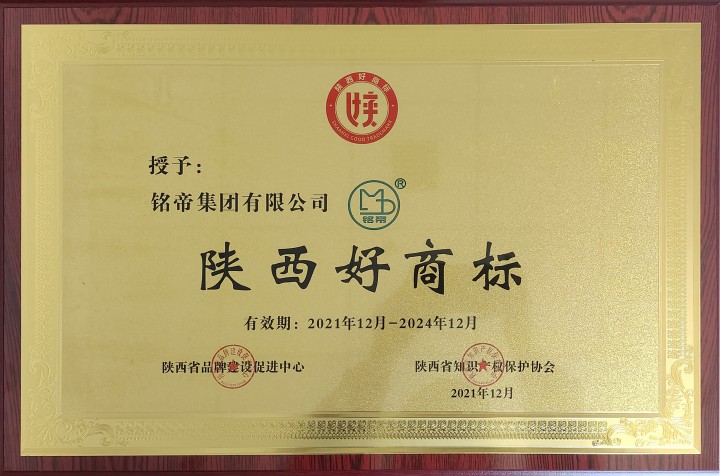 陕西好商标
SHAANXI GOOD TRADEMARK
授予：
铭帝集团有限公司
®
铭帝
陕西好商标
有效期：2021年12月-2024年12月
陕西省品牌建设促进中心
陕西省知识产权保护协会
2021年12月